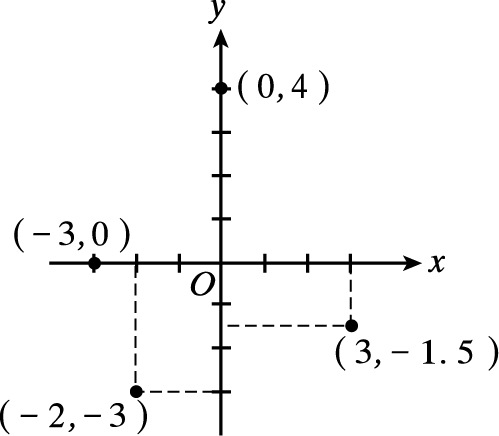 y
(0,4)
(-3,0)
x
O
(3,-1.5)
(-2,-3)